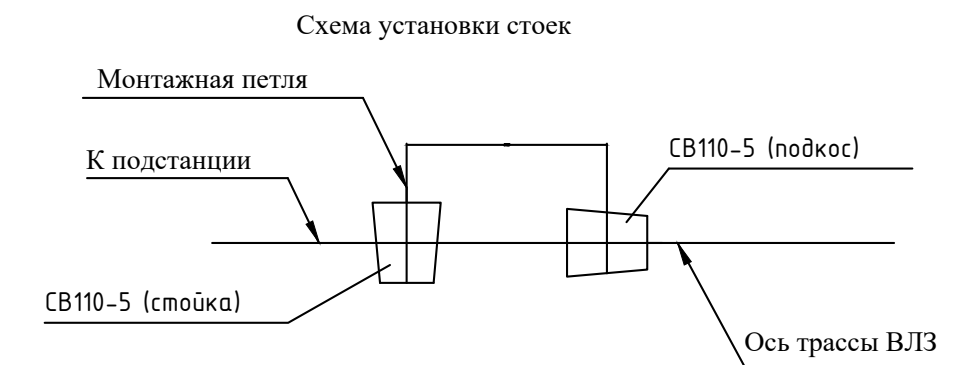 Схема установки стоек
Монтажная петля
К подстанции
СВ110-5 (подкос)
СВ110-5 (стойка)
Ось трассы ВЛЗ